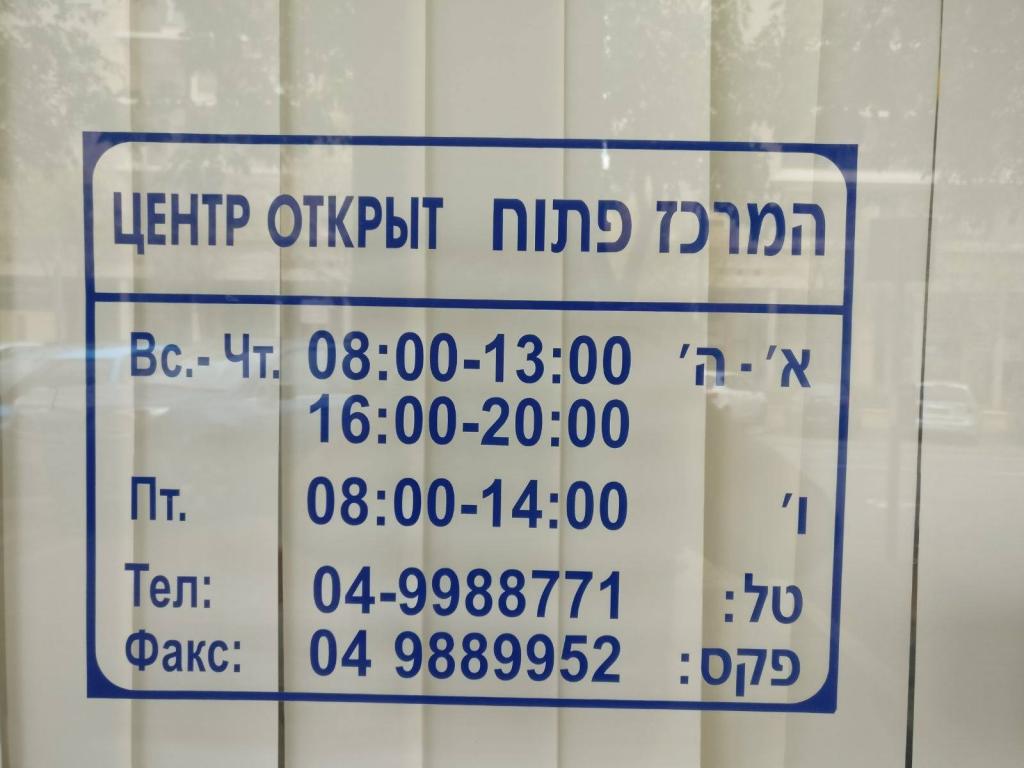 ЦЕНТР ОТКРЫТ המרכז פתוח
Вс.- Чт. 08:00-13:00 א׳ - ה׳
16:00-20:00
Пт. 08:00-14:00 ו׳
Тел: 04-9988771 טל:
Факс: 04 9889952 פקס: